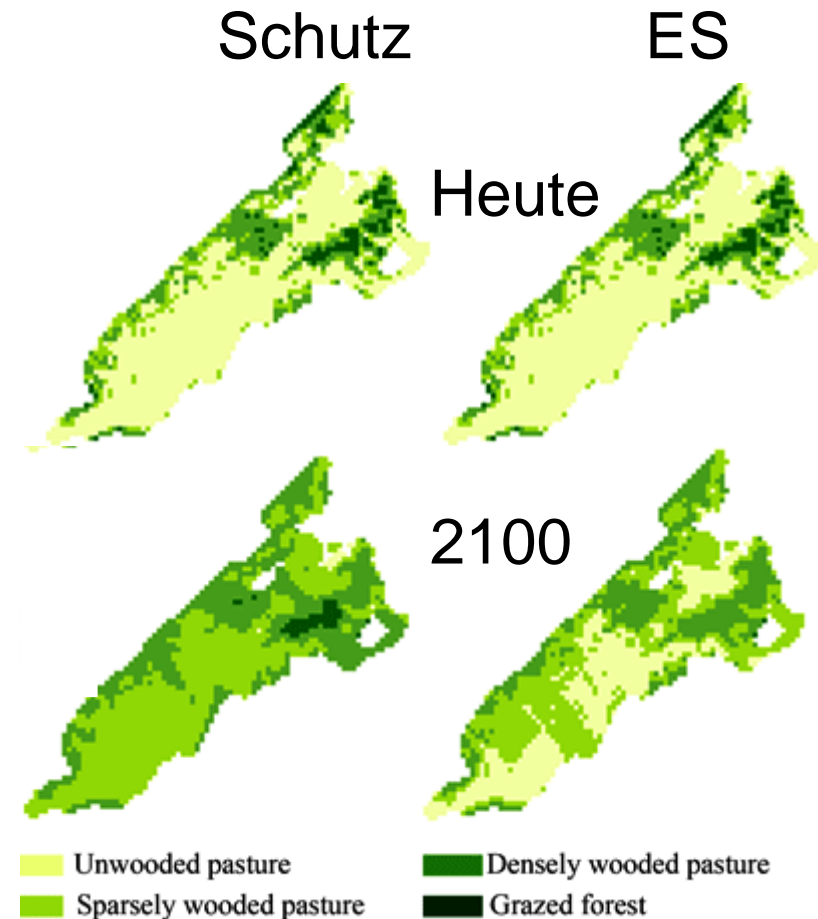 Schutz ES
Heute
2100
Unwooded pasture Densely wooded pasture
Sparsely wooded pasture Grazed forest